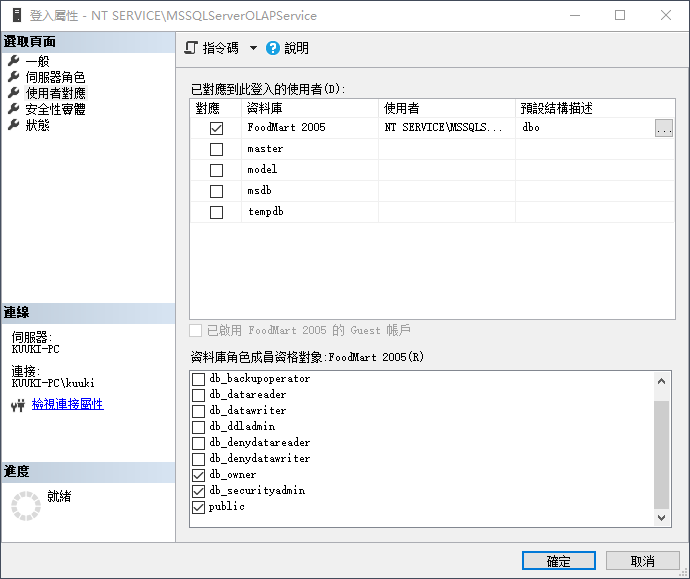 登入屬性 - NT SERVICE\MSSQLServerOLAPService
選取頁面
一般
伺服器角色
使用者對應
安全性實體
狀態
連線
伺服器:
KUUKI-PC
連接:
KUUKI-PC\kuuki
檢視連接屬性
進度
就緒
指令碼 說明
已對應到此登入的使用者(D):
對應 資料庫 使用者 預設結構描述
FoodMart 2005 NT SERVICE\MSSQLS... dbo ...
master
model
msdb
tempdb
已啟用 FoodMart 2005 的 Guest 帳戶
資料庫角色成員資格對象:FoodMart 2005(R)
db_backupoperator
db_datareader
db_datawriter
db_ddladmin
db_denydatareader
db_denydatawriter
db_owner
db_securityadmin
public
確定 取消